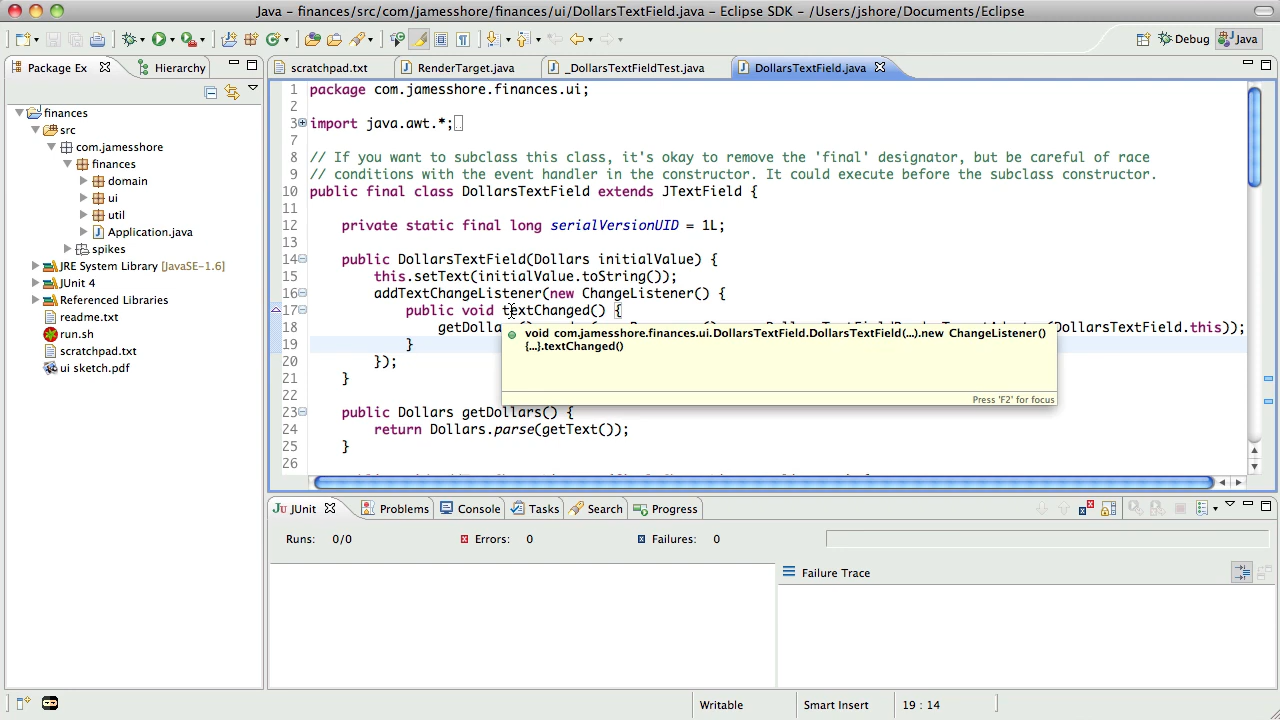 Java – finances/src/com/jamesshore/finances/ui/DollarsTextField.java – Eclipse SDK – /Users/jshore/Documents/Eclipse
Debug
Java
Package Ex
Hierarchy
finances
src
com.jamesshore
finances
domain
ui
util
Application.java
spikes
JRE System Library [JavaSE-1.6]
JUnit 4
Referenced Libraries
readme.txt
run.sh
scratchpad.txt
ui sketch.pdf
scratchpad.txt
RenderTarget.java
_DollarsTextFieldTest.java
DollarsTextField.java
1 package com.jamesshore.finances.ui;
2
3 import java.awt.*;
7
8 // If you want to subclass this class, it's okay to remove the 'final' designator, but be careful of race
9 // conditions with the event handler in the constructor. It could execute before the subclass constructor.
10 public final class DollarsTextField extends JTextField {
11
12 private static final long serialVersionUID = 1L;
13
14 public DollarsTextField(Dollars initialValue) {
15 this.setText(initialValue.toString());
16 addTextChangeListener(new ChangeListener() {
17 public void textChanged() {
18 getDolla (DollarsTextField.this));
19 }
20 });
21 }
22
23 public Dollars getDollars() {
24 return Dollars.parse(getText());
25 }
26
void com.jamesshore.finances.ui.DollarsTextField.DollarsTextField(...).new ChangeListener()
{...}.textChanged()
Press 'F2' for focus
JUnit
Problems
Console
Tasks
Search
Progress
Runs: 0/0
Errors: 0
Failures: 0
Failure Trace
Writable
Smart Insert
19 : 14